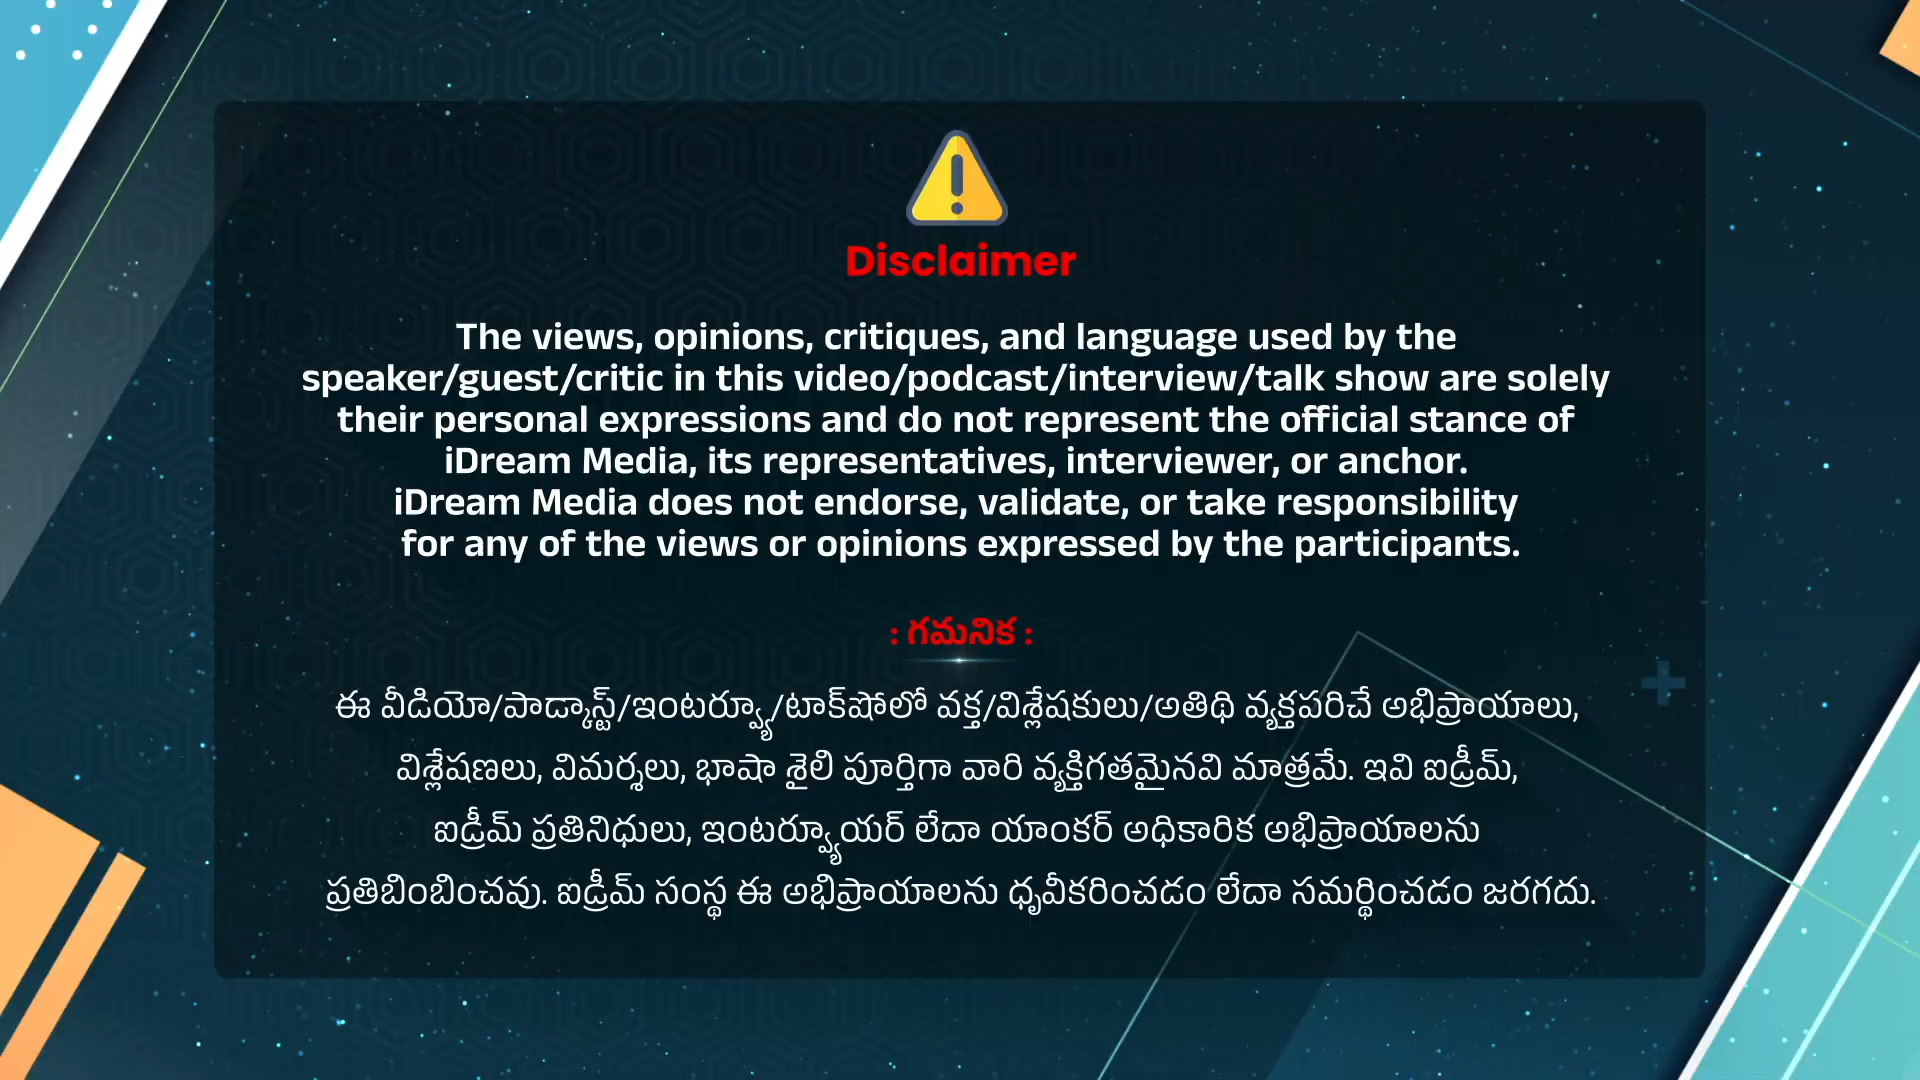 Disclaimer
The views, opinions, critiques, and language used by the
speaker/guest/critic in this video/podcast/interview/talk show are solely
their personal expressions and do not represent the official stance of
iDream Media, its representatives, interviewer, or anchor.
iDream Media does not endorse, validate, or take responsibility
for any of the views or opinions expressed by the participants.
: గమనిక :
ఈ వీడియో/పాడ్కాస్ట్/ఇంటర్వ్యూ/టాక్‌షోలో వక్త/విశ్లేషకులు/అతిథి వ్యక్తపరిచే అభిప్రాయాలు,
విశ్లేషణలు, విమర్శలు, భాషా శైలి పూర్తిగా వారి వ్యక్తిగతమైనవి మాత్రమే. ఇవి ఐడ్రీమ్,
ఐడ్రీమ్ ప్రతినిధులు, ఇంటర్వ్యూయర్ లేదా యాంకర్ అధికారిక అభిప్రాయాలను
ప్రతిబింబించవు. ఐడ్రీమ్ సంస్థ ఈ అభిప్రాయాలను ధృవీకరించడం లేదా సమర్థించడం జరగదు.